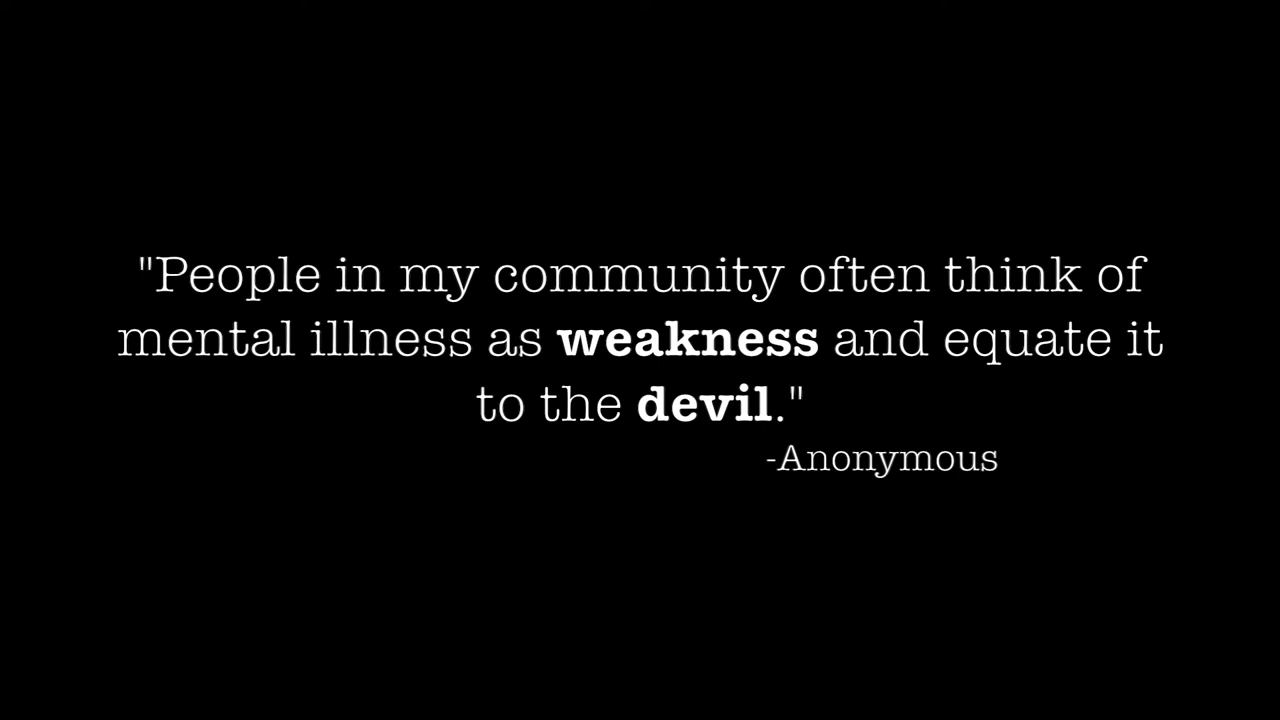 "People in my community often think of
mental illness as weakness and equate it
to the devil."
-Anonymous